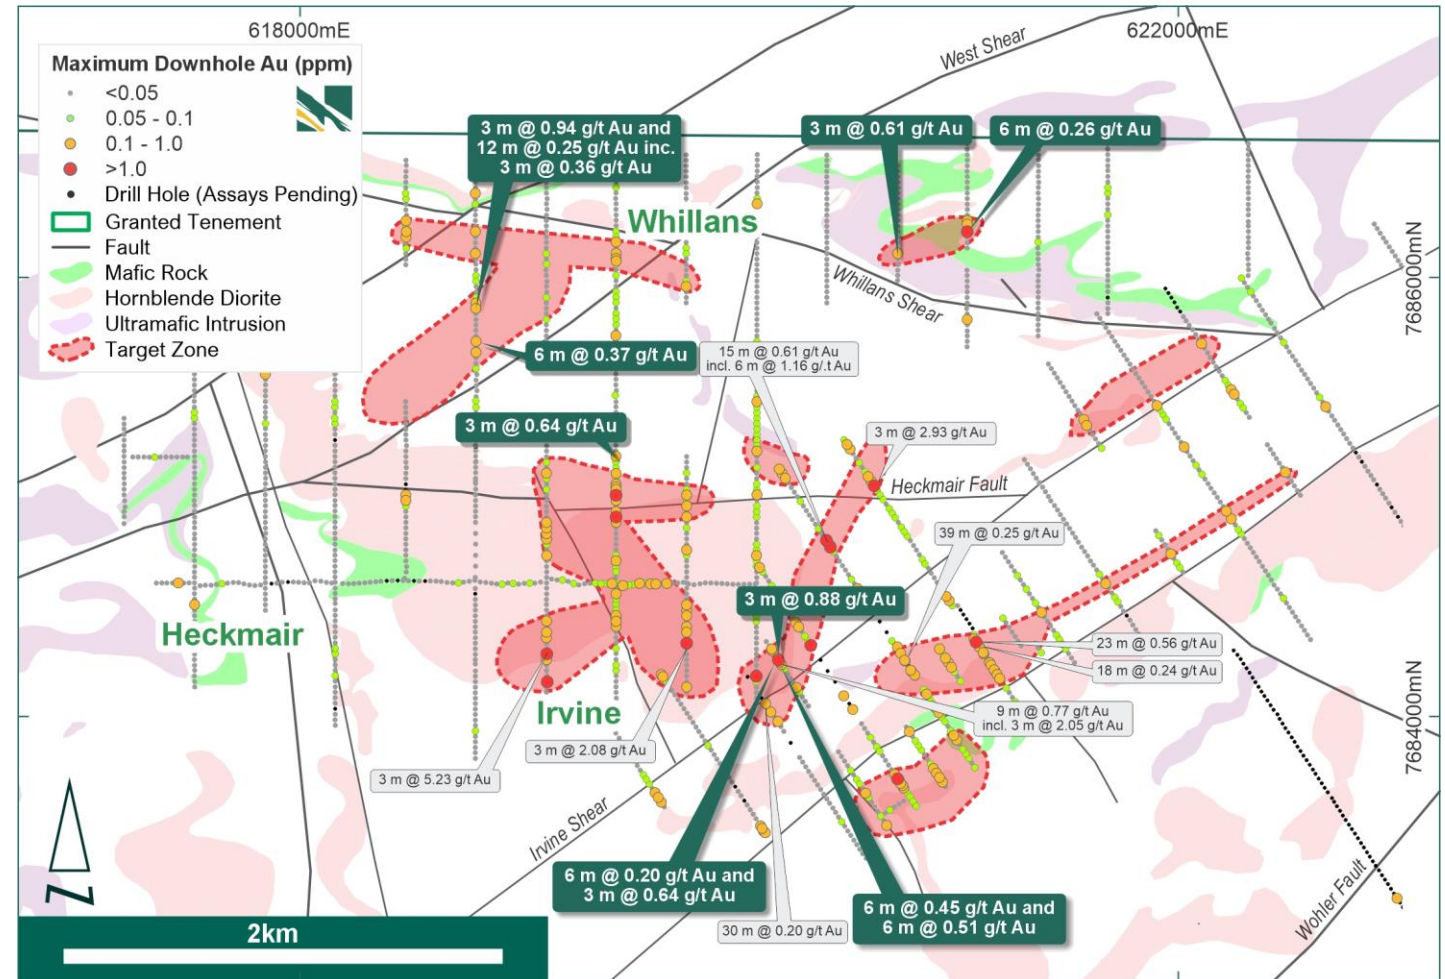 618000mE
622000mE
Maximum Downhole Au (ppm)
<0.05
0.05 - 0.1
0.1 - 1.0
>1.0
Drill Hole (Assays Pending)
Granted Tenement
Fault
Mafic Rock
Hornblende Diorite
Ultramafic Intrusion
Target Zone
West Shear
3 m @ 0.94 g/t Au and
12 m @ 0.25 g/t Au inc.
3 m @ 0.36 g/t Au
3 m @ 0.61 g/t Au
6 m @ 0.26 g/t Au
Whillans
Whillans Shear
7686000mN
6 m @ 0.37 g/t Au
15 m @ 0.61 g/t Au
incl. 6 m @ 1.16 g/.t Au
3 m @ 0.64 g/t Au
3 m @ 2.93 g/t Au
Heckmair Fault
39 m @ 0.25 g/t Au
3 m @ 0.88 g/t Au
Heckmair
23 m @ 0.56 g/t Au
18 m @ 0.24 g/t Au
Irvine
9 m @ 0.77 g/t Au
incl. 3 m @ 2.05 g/t Au
7684000mN
3 m @ 2.08 g/t Au
3 m @ 5.23 g/t Au
Irvine Shear
6 m @ 0.20 g/t Au and
3 m @ 0.64 g/t Au
6 m @ 0.45 g/t Au and
6 m @ 0.51 g/t Au
30 m @ 0.20 g/t Au
Wohler Fault
N
2km